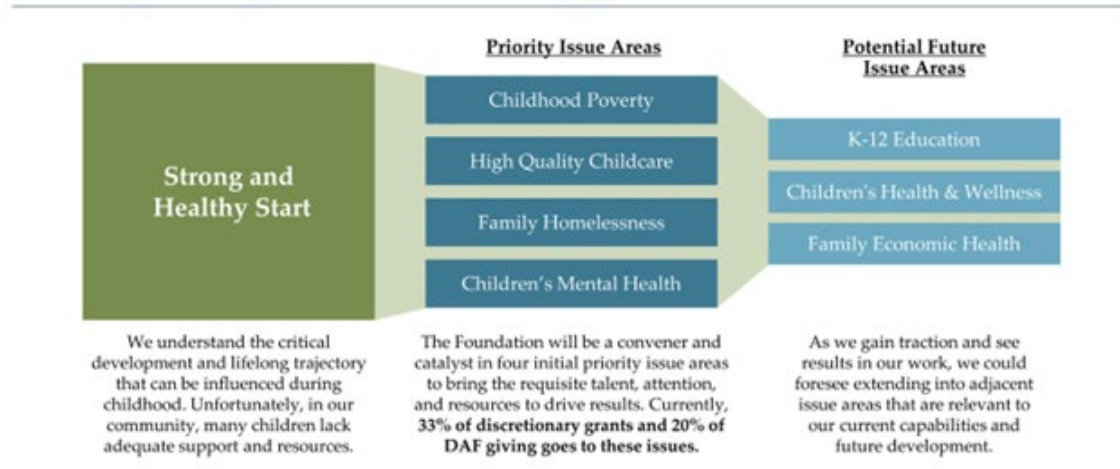 Priority Issue Areas
Potential Future
Issue Areas
Strong and
Healthy Start
Childhood Poverty
High Quality Childcare
Family Homelessness
Children's Mental Health
K-12 Education
Children's Health & Wellness
Family Economic Health
We understand the critical
development and lifelong trajectory
that can be influenced during
childhood. Unfortunately, in our
community, many children lack
adequate support and resources.
The Foundation will be a convener and
catalyst in four initial priority issue areas
to bring the requisite talent, attention,
and resources to drive results. Currently,
33% of discretionary grants and 20% of
DAF giving goes to these issues.
As we gain traction and see
results in our work, we could
foresee extending into adjacent
issue areas that are relevant to
our current capabilities and
future development.